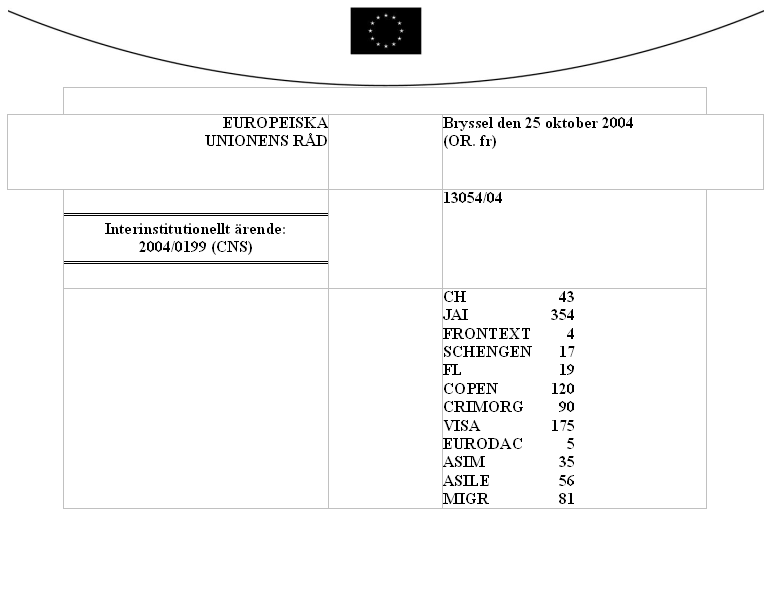 EUROPEISKA
UNIONENS RÅD
Bryssel den 25 oktober 2004
(OR. fr)
Interinstitutionellt ärende:
2004/0199 (CNS)
13054/04
CH 43
JAI 354
FRONTEXT 4
SCHENGEN 17
FL 19
COPEN 120
CRIMORG 90
VISA 175
EURODAC 5
ASIM 35
ASILE 56
MIGR 81